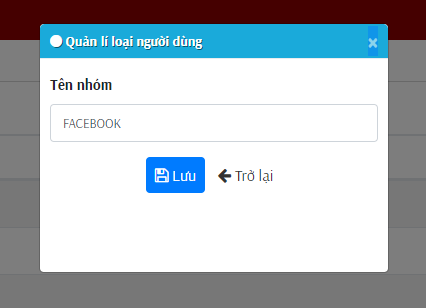 Quản lí loại người dùng ×
Tên nhóm
FACEBOOK
Lưu Trở lại